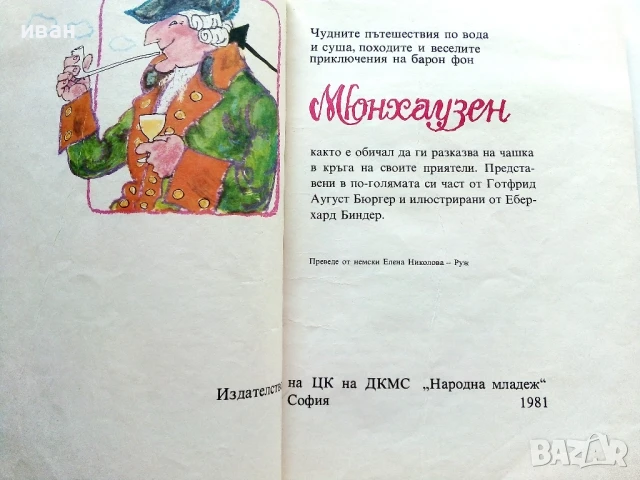 иван
Чудните пътешествия по вода
и суша, походите и веселите
приключения на барон фон
Мюнхаузен
както е обичал да ги разказва на чашка
в кръга на своите приятели. Предста-
вени в по-голямата си част от Готфрид
Аугуст Бюргер и илюстрирани от Ебер-
хард Биндер.
Преведе от немски Елена Николова — Руж
Издателство на ЦК на ДКМС „Народна младеж“
София 1981
BAZAR